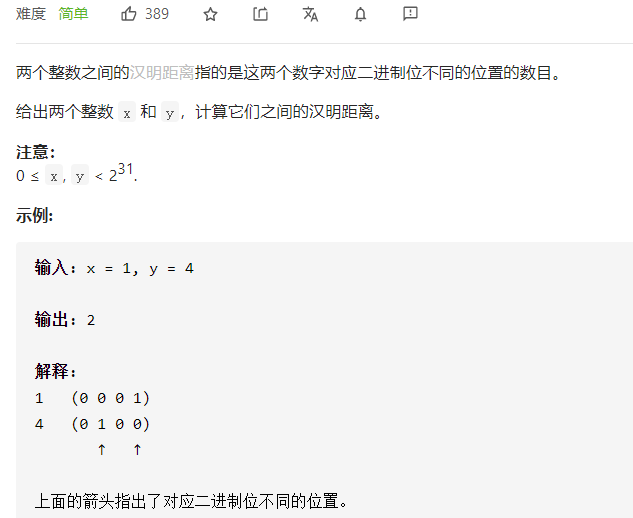 难度 简单 389
两个整数之间的汉明距离指的是这两个数字对应二进制位不同的位置的数目。
给出两个整数 x 和 y，计算它们之间的汉明距离。
注意：
0 ≤ x, y < 2³¹.
示例:
输入: x = 1, y = 4
输出: 2
解释:
1   (0 0 0 1)
4   (0 1 0 0)
       ↑   ↑
上面的箭头指出了对应二进制位不同的位置。